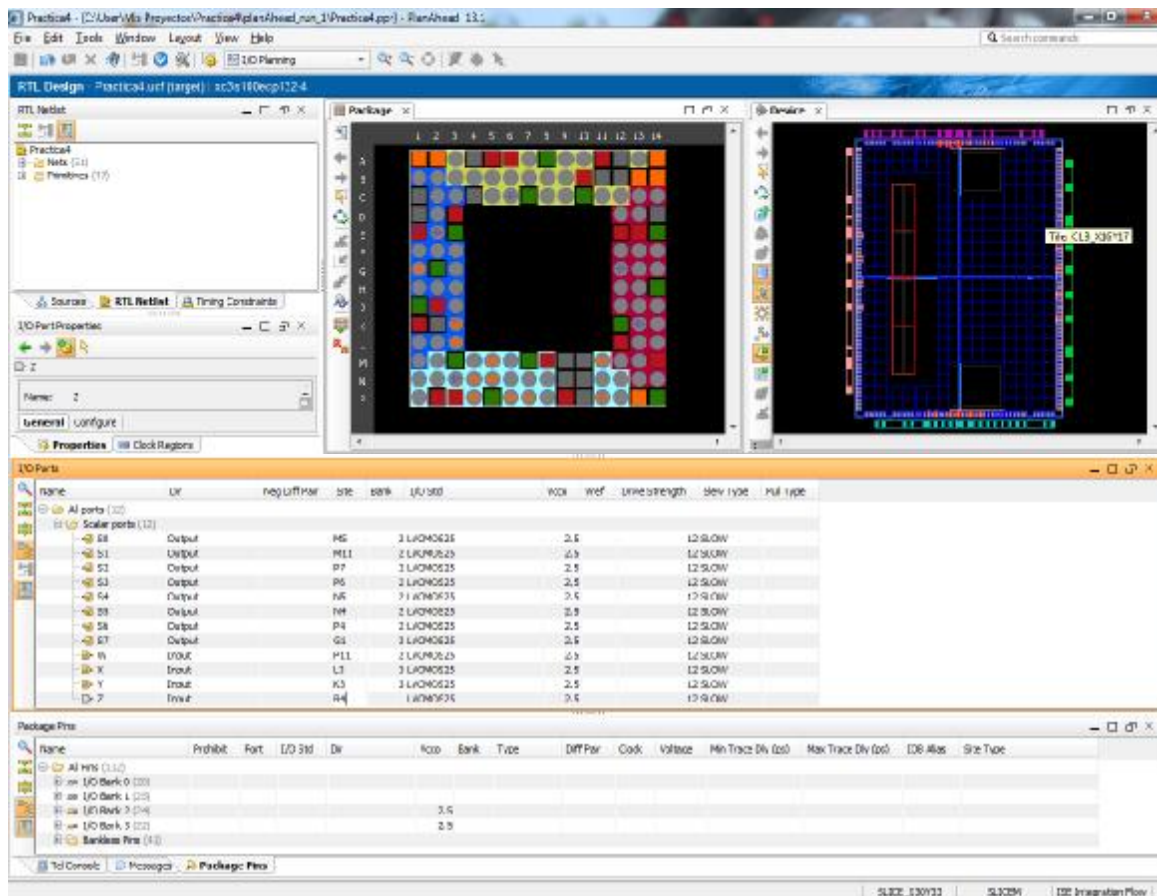 Practica4 - [C:\User\Mis Proyectos\Practica4\planAhead_run_1\Practica4.ppr] - PlanAhead 13.1
File Edit Tools Window Layout View Help
Search commands
I/O Planning
RTL Design - Practica4.ucf (target) | xc3s100ecp132-4
RTL Netlist
Practica4
Nets
Primitives
Sources RTL Netlist Timing Constraints
I/O Port Properties
Z
Name: Z
General Configure
Properties Clock Regions
Package
1 2 3 4 5 6 7 8 9 10 11 12 13 14
A
B
C
D
E
G
H
J
M
N
Device
I/O Ports
Name Dir Neg Diff Pair Site Bank I/O Std Vcco Vref Drive Strength Slew Type Pull Type
All ports (12)
Scalar ports (12)
S0 Output M5 2 LVCMOS25 2.5 12 SLOW
S1 Output M11 2 LVCMOS25 2.5 12 SLOW
S2 Output P7 2 LVCMOS25 2.5 12 SLOW
S3 Output P6 2 LVCMOS25 2.5 12 SLOW
S4 Output N5 2 LVCMOS25 2.5 12 SLOW
S5 Output N4 2 LVCMOS25 2.5 12 SLOW
S6 Output P4 2 LVCMOS25 2.5 12 SLOW
S7 Output G1 3 LVCMOS25 2.5 12 SLOW
W Input P11 2 LVCMOS25 2.5 12 SLOW
X Input L3 3 LVCMOS25 2.5 12 SLOW
Y Input K3 3 LVCMOS25 2.5 12 SLOW
Z Input LVCMOS25 2.5 12 SLOW
Package Pins
Name Prohibit Port I/O Std Dir Vcco Bank Type Diff Pair Clock Voltage Min Trace Dly (ps) Max Trace Dly (ps) IOB Alias Site Type
All Pins
I/O Bank 0
I/O Bank 1
I/O Bank 2 2.5
I/O Bank 3 2.5
Bankless Pins
Tcl Console Messages Package Pins
SLICEM ISE Integration Flow